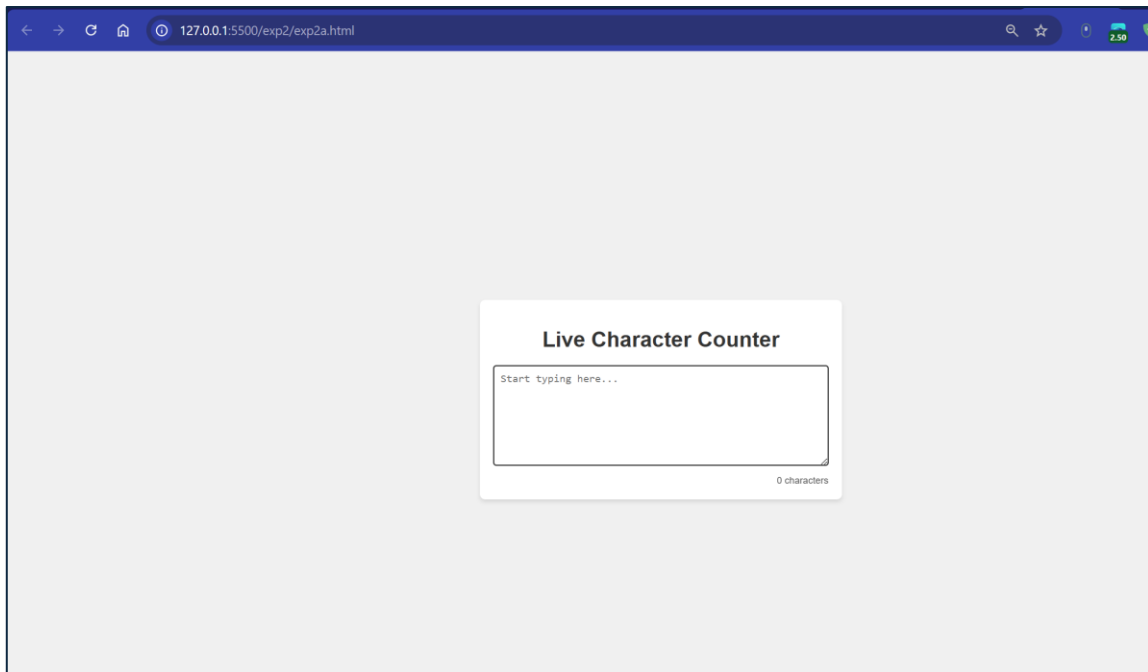 127.0.0.1:5500/exp2/exp2a.html
2.50
Live Character Counter
Start typing here...
0 characters